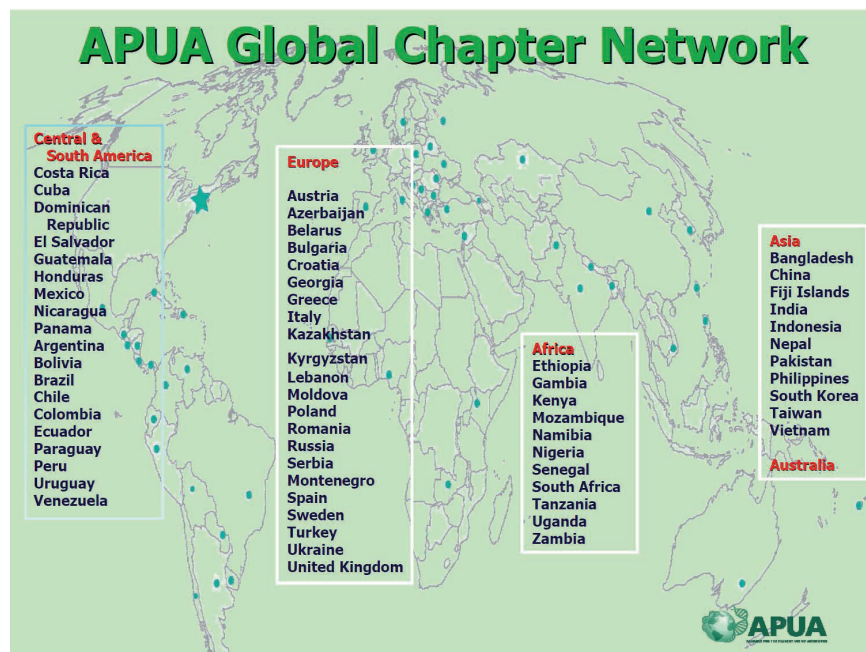 APUA Global Chapter Network
Central &
South America
Costa Rica
Cuba
Dominican
Republic
El Salvador
Guatemala
Honduras
Mexico
Nicaragua
Panama
Argentina
Bolivia
Brazil
Chile
Colombia
Ecuador
Paraguay
Peru
Uruguay
Venezuela
Europe
Austria
Azerbaijan
Belarus
Bulgaria
Croatia
Georgia
Greece
Italy
Kazakhstan
Kyrgyzstan
Lebanon
Moldova
Poland
Romania
Russia
Serbia
Montenegro
Spain
Sweden
Turkey
Ukraine
United Kingdom
Africa
Ethiopia
Gambia
Kenya
Mozambique
Namibia
Nigeria
Senegal
South Africa
Tanzania
Uganda
Zambia
Asia
Bangladesh
China
Fiji Islands
India
Indonesia
Nepal
Pakistan
Philippines
South Korea
Taiwan
Vietnam
Australia
APUA